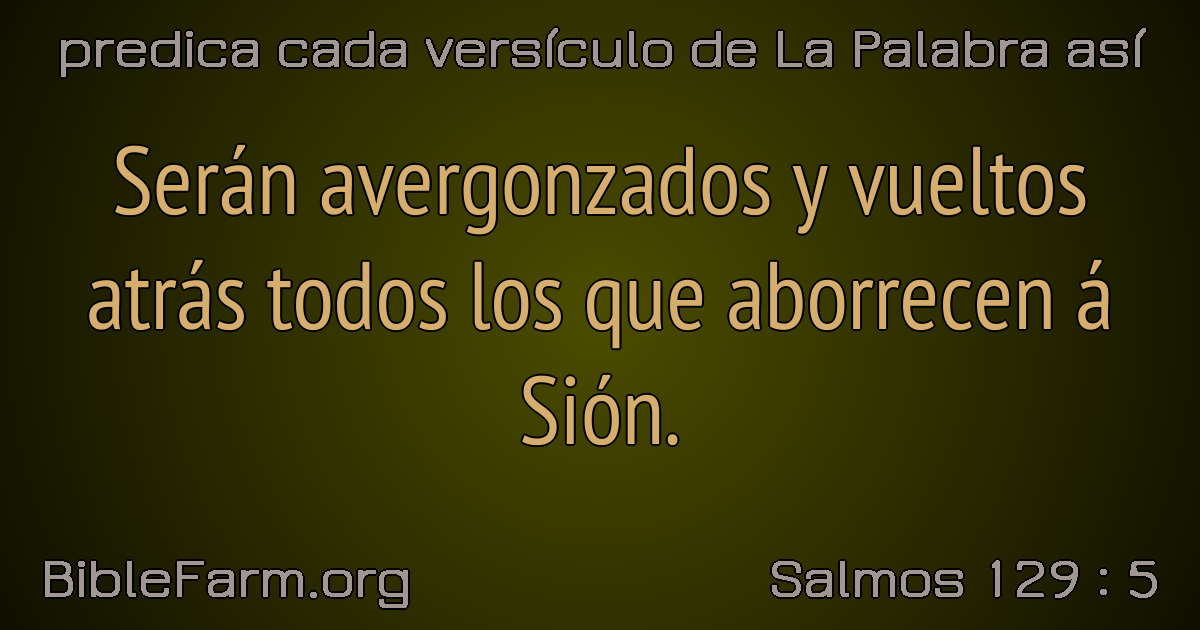 predica cada versículo de La Palabra así
Serán avergonzados y vueltos
atrás todos los que aborrecen á
Sión.
BibleFarm.org
Salmos 129 : 5